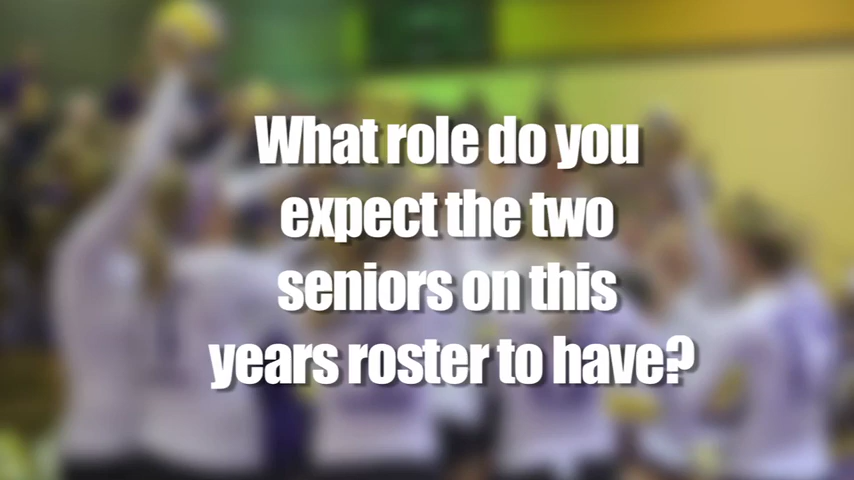 What role do you
expect the two
seniors on this
years roster to have?